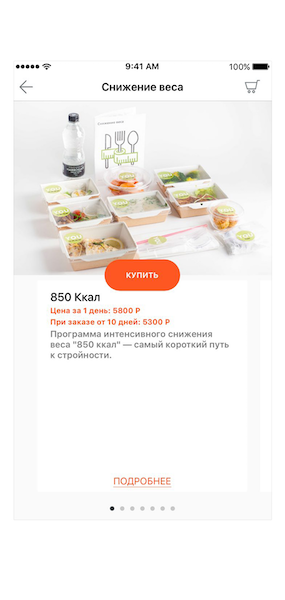 9:41 AM
100%
Снижение веса
КУПИТЬ
850 Ккал
Цена за 1 день: 5800 Р
При заказе от 10 дней: 5300 Р
Программа интенсивного снижения
веса "850 ккал" — самый короткий путь
к стройности.
ПОДРОБНЕЕ